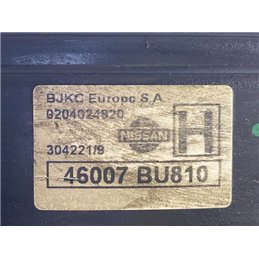 BJKC Europe S.A.
0204024820
NISSAN
H
304221/9
46007 BU810